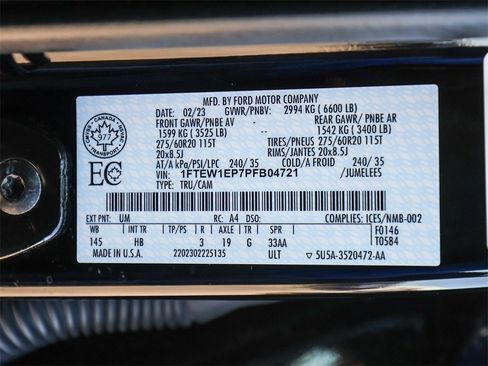 MFD. BY FORD MOTOR COMPANY
DATE: 02/23 GVWR/PNBV: 2994 KG ( 6600 LB)
FRONT GAWR/PNBE AV REAR GAWR/PNBE AR
1599 KG ( 3525 LB) 1542 KG ( 3400 LB)
275/60R20 115T TIRES/PNEUS 275/60R20 115T
20x8.5J RIMS/JANTES 20x8.5J
AT/A kPa/PSI/LPC 240/ 35 COLD/A FROID 240/ 35
VIN: 1FTEW1EP7PFB04721 /JUMELEES
TYPE: TRU/CAM
CANADA
977
TRANSPORT
EC
EXT PNT: UM RC: A4 DSO: COMPLIES: ICES/NMB-002
WB INT TR TP/PS R AXLE TR SPR F0146
145 HB 3 19 G 33AA T0584
MADE IN U.S.A. 2202302225135 ULT 5U5A-3520472-AA